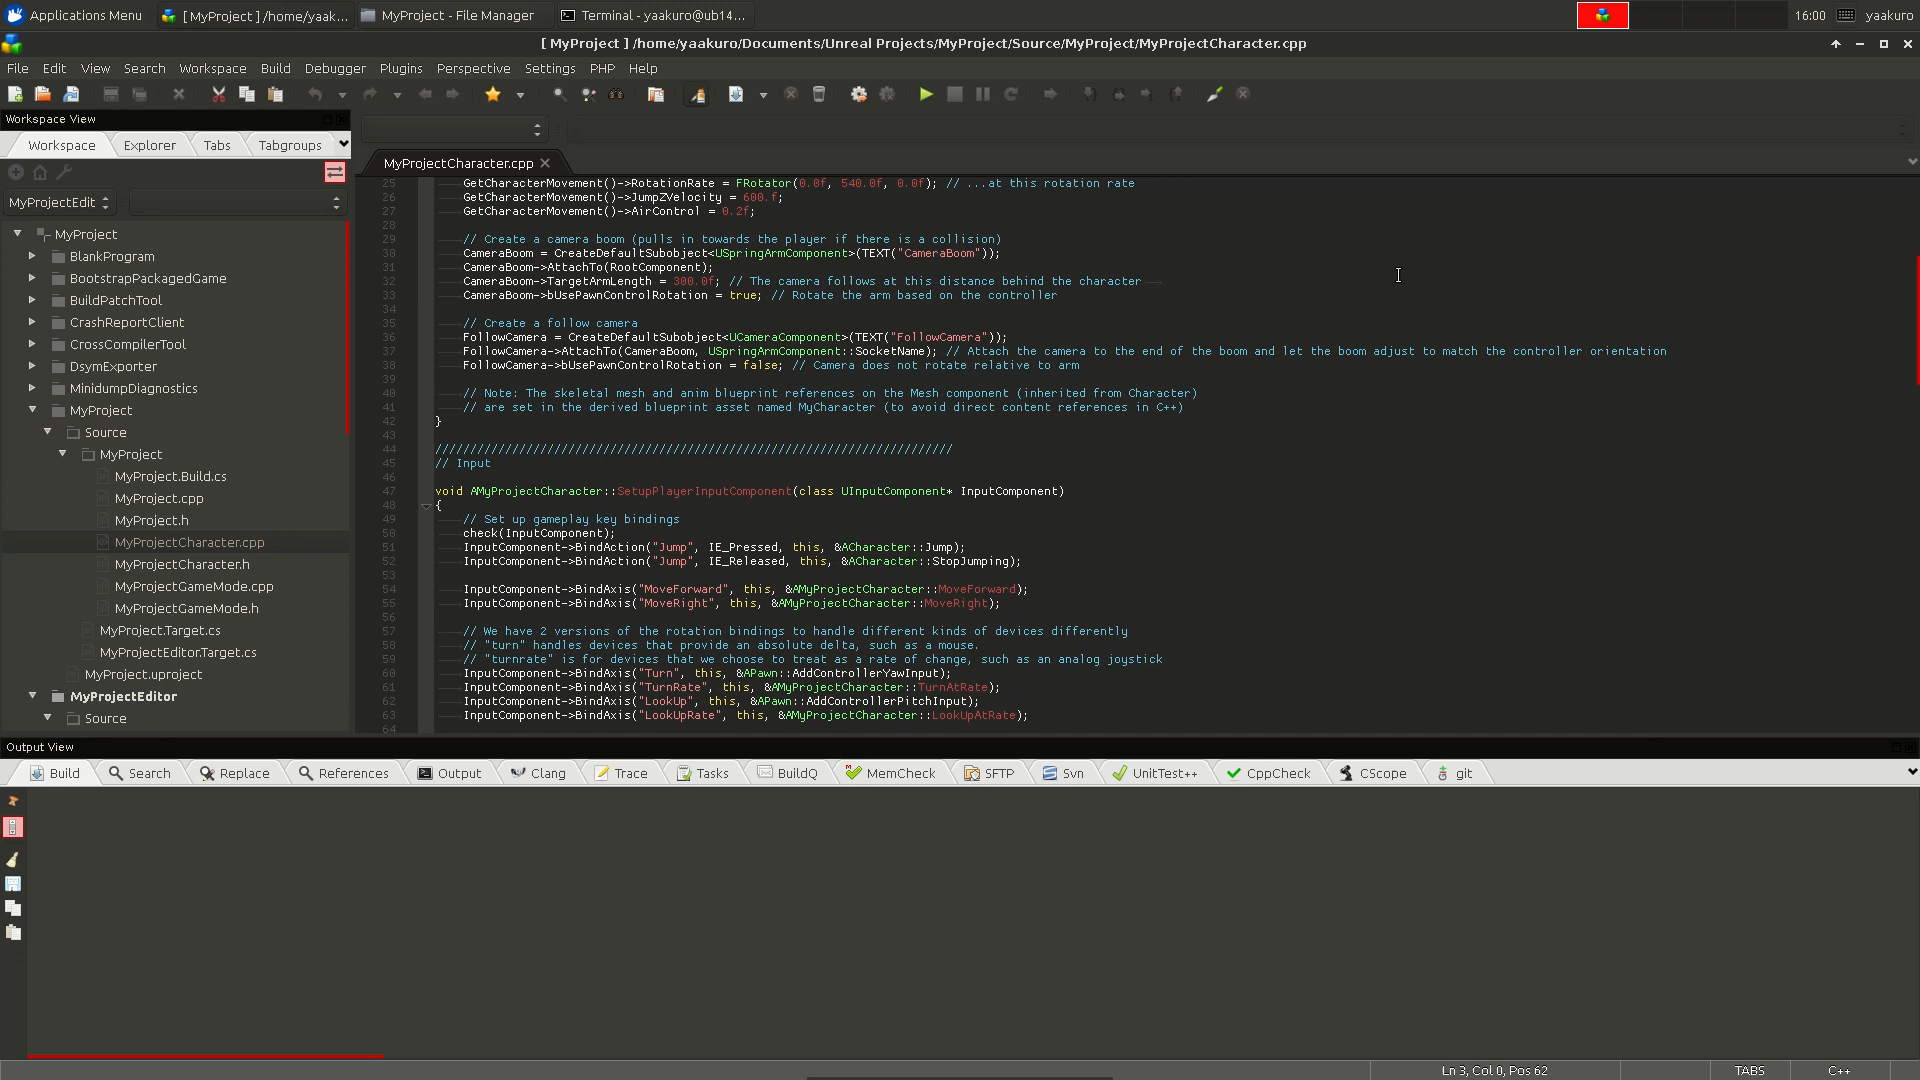 Applications Menu
[ MyProject ] /home/yaak...
MyProject - File Manager
Terminal - yaakuro@ub14...
16:00
yaakuro
[ MyProject ] /home/yaakuro/Documents/Unreal Projects/MyProject/Source/MyProject/MyProjectCharacter.cpp
File Edit View Search Workspace Build Debugger Plugins Perspective Settings PHP Help
Workspace View
Workspace Explorer Tabs Tabgroups
MyProjectEdit
MyProject
BlankProgram
BootstrapPackagedGame
BuildPatchTool
CrashReportClient
CrossCompilerTool
DsymExporter
MinidumpDiagnostics
MyProject
Source
MyProject
MyProject.Build.cs
MyProject.cpp
MyProject.h
MyProjectCharacter.cpp
MyProjectCharacter.h
MyProjectGameMode.cpp
MyProjectGameMode.h
MyProject.Target.cs
MyProjectEditor.Target.cs
MyProject.uproject
MyProjectEditor
Source
MyProjectCharacter.cpp
25 GetCharacterMovement()->RotationRate = FRotator(0.0f, 540.0f, 0.0f); // ...at this rotation rate
26 GetCharacterMovement()->JumpZVelocity = 600.f;
27 GetCharacterMovement()->AirControl = 0.2f;
28
29 // Create a camera boom (pulls in towards the player if there is a collision)
30 CameraBoom = CreateDefaultSubobject<USpringArmComponent>(TEXT("CameraBoom"));
31 CameraBoom->AttachTo(RootComponent);
32 CameraBoom->TargetArmLength = 300.0f; // The camera follows at this distance behind the character
33 CameraBoom->bUsePawnControlRotation = true; // Rotate the arm based on the controller
34
35 // Create a follow camera
36 FollowCamera = CreateDefaultSubobject<UCameraComponent>(TEXT("FollowCamera"));
37 FollowCamera->AttachTo(CameraBoom, USpringArmComponent::SocketName); // Attach the camera to the end of the boom and let the boom adjust to match the controller orientation
38 FollowCamera->bUsePawnControlRotation = false; // Camera does not rotate relative to arm
39
40 // Note: The skeletal mesh and anim blueprint references on the Mesh component (inherited from Character)
41 // are set in the derived blueprint asset named MyCharacter (to avoid direct content references in C++)
42 }
43
44 //////////////////////////////////////////////////////////////////////////
45 // Input
46
47 void AMyProjectCharacter::SetupPlayerInputComponent(class UInputComponent* InputComponent)
48 {
49 // Set up gameplay key bindings
50 check(InputComponent);
51 InputComponent->BindAction("Jump", IE_Pressed, this, &ACharacter::Jump);
52 InputComponent->BindAction("Jump", IE_Released, this, &ACharacter::StopJumping);
53
54 InputComponent->BindAxis("MoveForward", this, &AMyProjectCharacter::MoveForward);
55 InputComponent->BindAxis("MoveRight", this, &AMyProjectCharacter::MoveRight);
56
57 // We have 2 versions of the rotation bindings to handle different kinds of devices differently
58 // "turn" handles devices that provide an absolute delta, such as a mouse.
59 // "turnrate" is for devices that we choose to treat as a rate of change, such as an analog joystick
60 InputComponent->BindAxis("Turn", this, &APawn::AddControllerYawInput);
61 InputComponent->BindAxis("TurnRate", this, &AMyProjectCharacter::TurnAtRate);
62 InputComponent->BindAxis("LookUp", this, &APawn::AddControllerPitchInput);
63 InputComponent->BindAxis("LookUpRate", this, &AMyProjectCharacter::LookUpAtRate);
64
Output View
Build Search Replace References Output Clang Trace Tasks BuildQ MemCheck SFTP Svn UnitTest++ CppCheck CScope git
Ln 3, Col 0, Pos 62 TABS C++